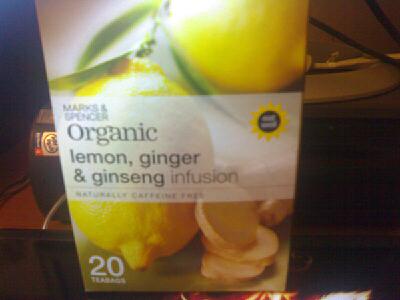 MARKS &
SPENCER
Organic
lemon, ginger
& ginseng infusion
NATURALLY CAFFEINE FREE
20
TEABAGS